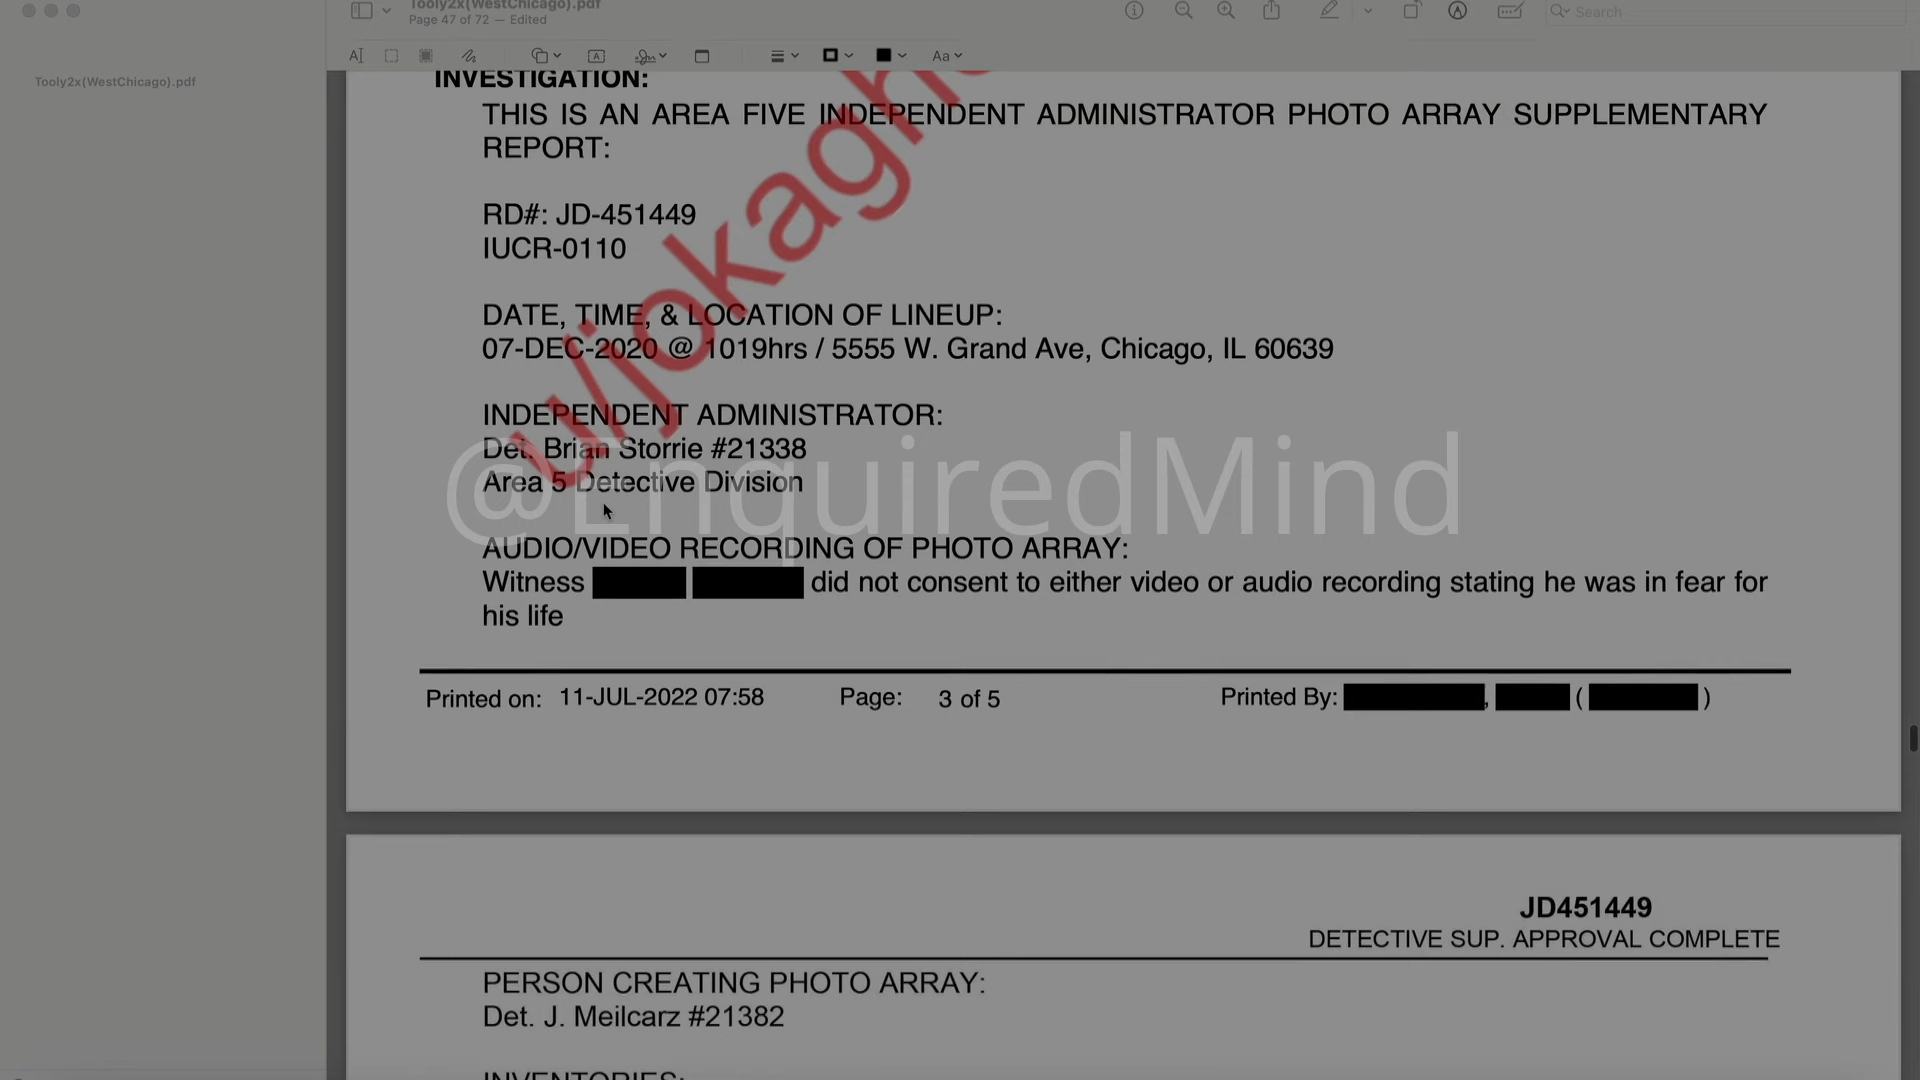 Tooly2x(WestChicago).pdf
Page 47 of 72 — Edited
Search
Aa
Tooly2x(WestChicago).pdf
INVESTIGATION:
THIS IS AN AREA FIVE INDEPENDENT ADMINISTRATOR PHOTO ARRAY SUPPLEMENTARY
REPORT:
RD#: JD-451449
IUCR-0110
DATE, TIME, & LOCATION OF LINEUP:
07-DEC-2020 @ 1019hrs / 5555 W. Grand Ave, Chicago, IL 60639
INDEPENDENT ADMINISTRATOR:
Det. Brian Storrie #21338
Area 5 Detective Division
@EnquiredMind
AUDIO/VIDEO RECORDING OF PHOTO ARRAY:
Witness did not consent to either video or audio recording stating he was in fear for
his life
Printed on: 11-JUL-2022 07:58 Page: 3 of 5 Printed By: , ( )
JD451449
DETECTIVE SUP. APPROVAL COMPLETE
PERSON CREATING PHOTO ARRAY:
Det. J. Meilcarz #21382
INVENTORIES: